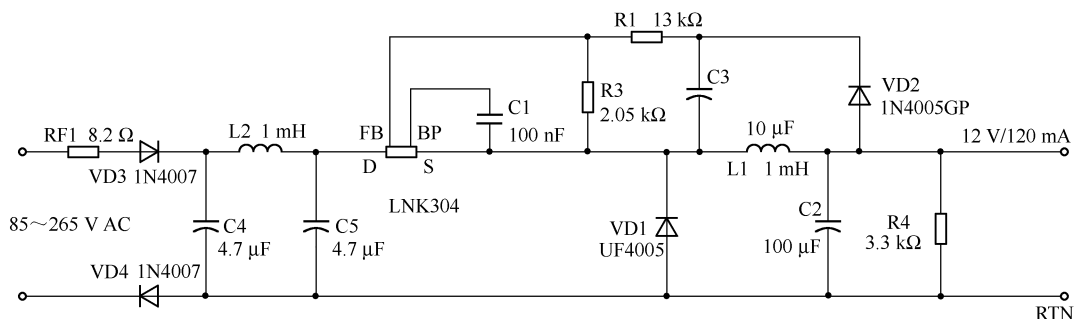 R1 13 kΩ
C3
VD2
1N4005GP
R3
2.05 kΩ
C1
100 nF
FB
BP
D
S
LNK304
RF1 8.2 Ω
VD3 1N4007
L2 1 mH
10 μF
L1 1 mH
12 V/120 mA
85～265 V AC
C4
4.7 μF
C5
4.7 μF
VD1
UF4005
C2
100 μF
R4
3.3 kΩ
VD4 1N4007
RTN